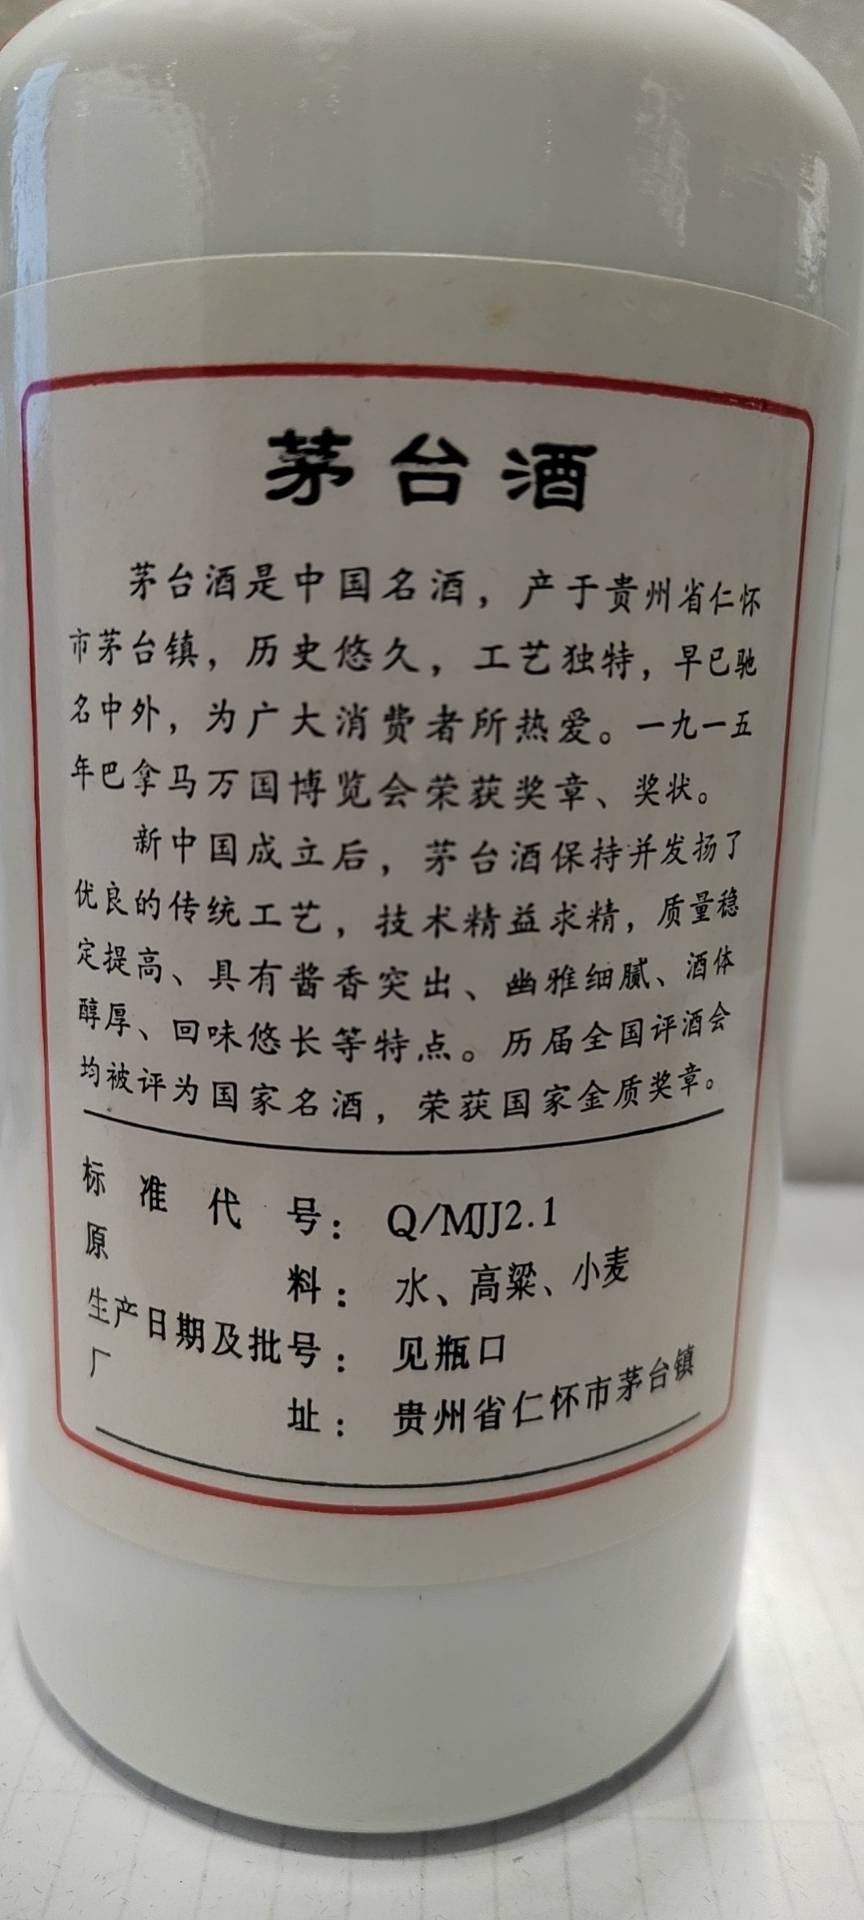 茅台酒
茅台酒是中国名酒，产于贵州省仁怀
市茅台镇，历史悠久，工艺独特，早已驰
名中外，为广大消费者所热爱。一九一五
年巴拿马万国博览会荣获奖章、奖状。
新中国成立后，茅台酒保持并发扬了
优良的传统工艺，技术精益求精，质量稳
定提高、具有酱香突出、幽雅细腻、酒体
醇厚、回味悠长等特点。历届全国评酒会
均被评为国家名酒，荣获国家金质奖章。
标准代号：Q/MJJ2.1
原料：水、高粱、小麦
生产日期及批号：见瓶口
厂址：贵州省仁怀市茅台镇